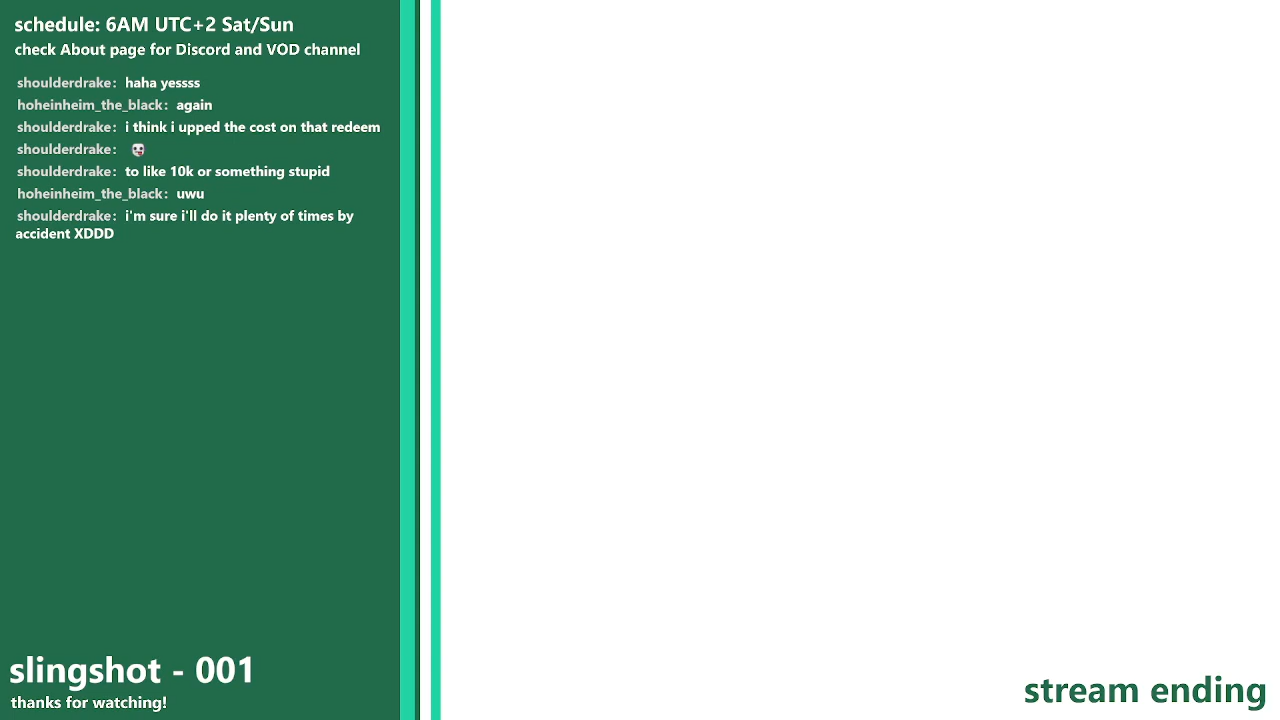 schedule: 6AM UTC+2 Sat/Sun
check About page for Discord and VOD channel
shoulderdrake: haha yessss
hoheinheim_the_black: again
shoulderdrake: i think i upped the cost on that redeem
shoulderdrake:
shoulderdrake: to like 10k or something stupid
hoheinheim_the_black: uwu
shoulderdrake: i'm sure i'll do it plenty of times by
accident XDDD
slingshot - 001
thanks for watching!
stream ending